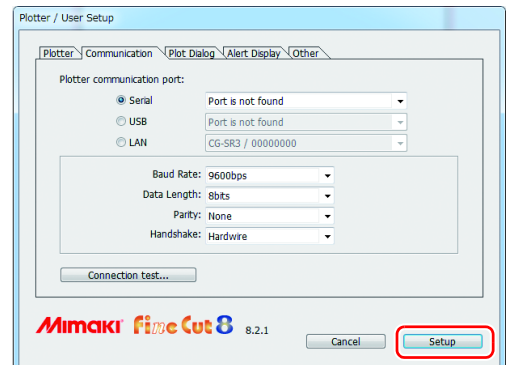 Plotter / User Setup
Plotter Communication Plot Dialog Alert Display Other
Plotter communication port:
Serial Port is not found
USB Port is not found
LAN CG-SR3 / 00000000
Baud Rate: 9600bps
Data Length: 8bits
Parity: None
Handshake: Hardwire
Connection test...
Mimaki Fine Cut 8 8.2.1
Cancel Setup